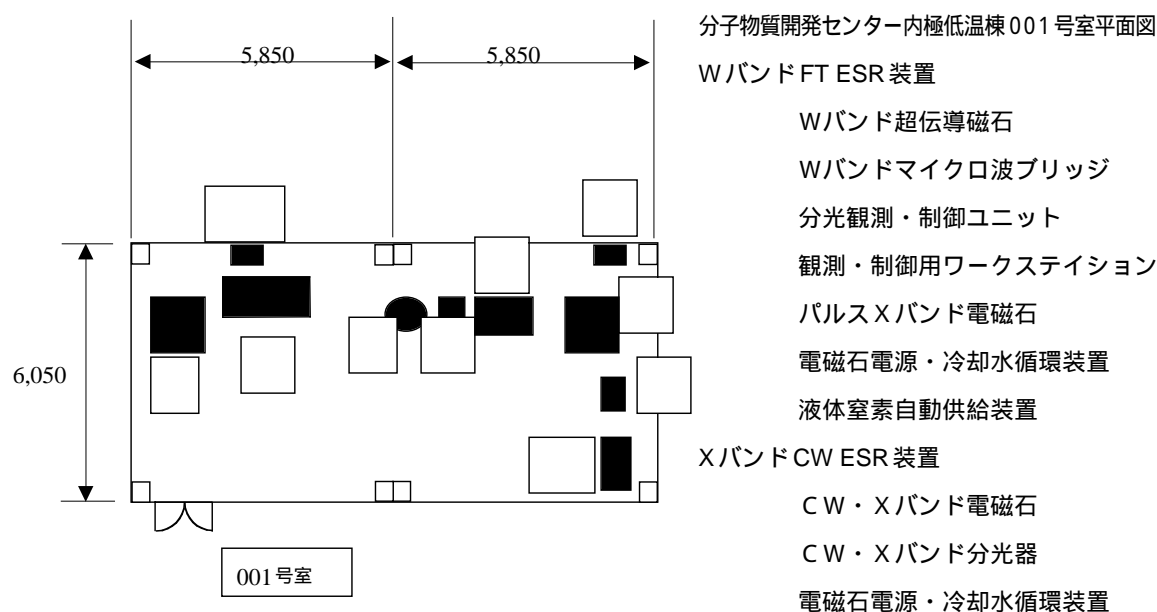 5,850
5,850
6,050
001号室
分子物質開発センター内極低温棟001号室平面図
WバンドFT ESR装置
Wバンド超伝導磁石
Wバンドマイクロ波ブリッジ
分光観測・制御ユニット
観測・制御用ワークステイション
パルスXバンド電磁石
電磁石電源・冷却水循環装置
液体窒素自動供給装置
XバンドCW ESR装置
CW・Xバンド電磁石
CW・Xバンド分光器
電磁石電源・冷却水循環装置